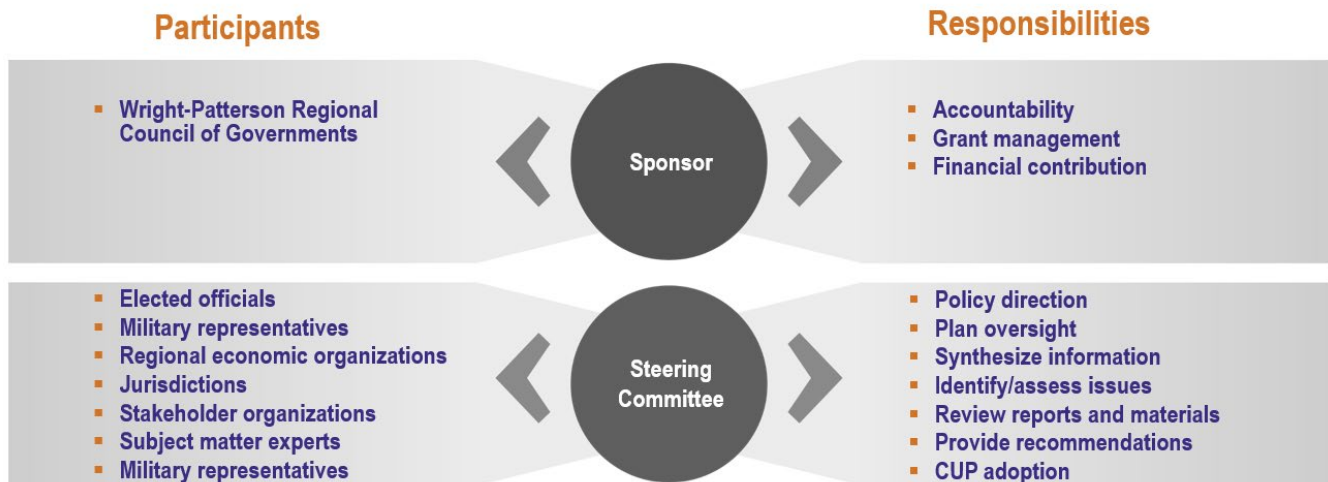 Participants
Responsibilities
▪ Wright-Patterson Regional
Council of Governments
Sponsor
▪ Accountability
▪ Grant management
▪ Financial contribution
▪ Elected officials
▪ Military representatives
▪ Regional economic organizations
▪ Jurisdictions
▪ Stakeholder organizations
▪ Subject matter experts
▪ Military representatives
Steering
Committee
▪ Policy direction
▪ Plan oversight
▪ Synthesize information
▪ Identify/assess issues
▪ Review reports and materials
▪ Provide recommendations
▪ CUP adoption